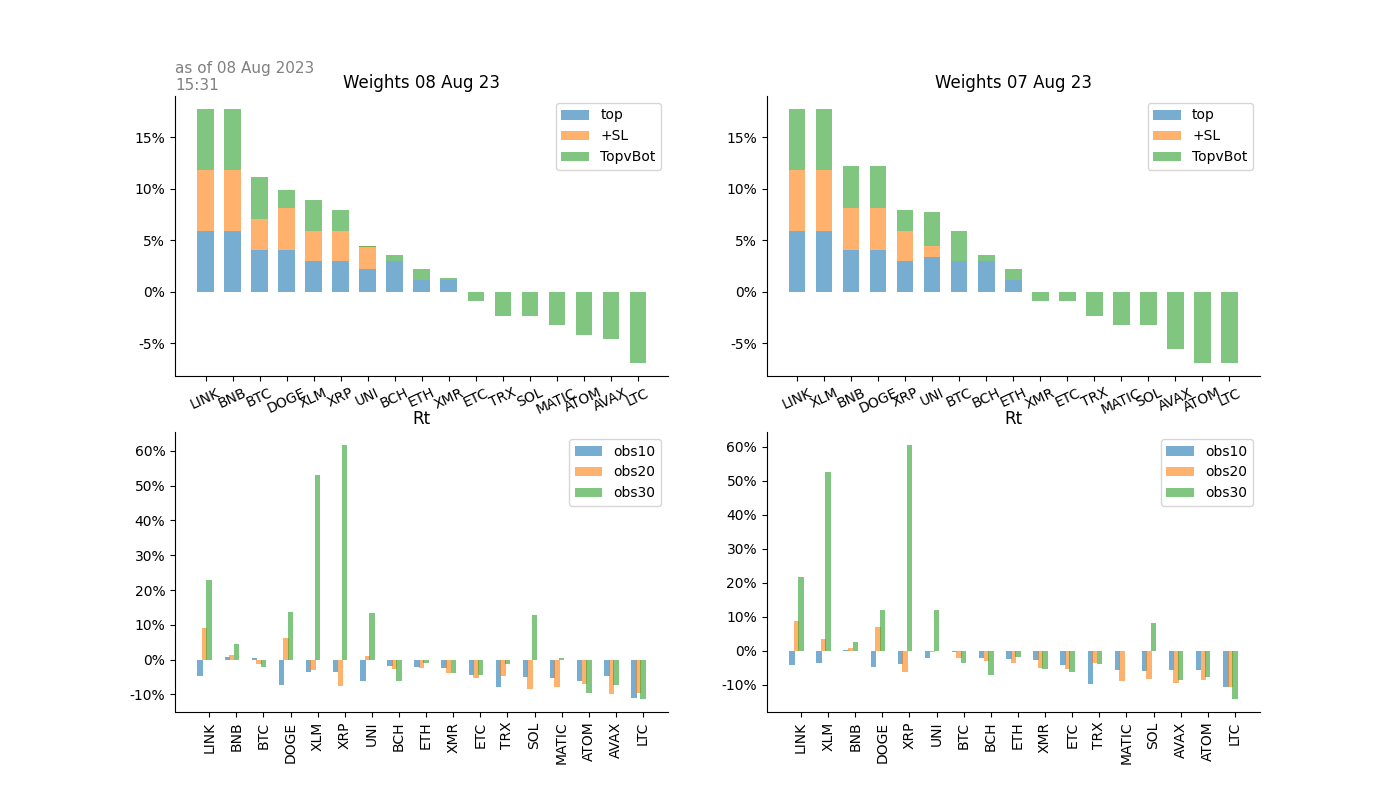 as of 08 Aug 2023
15:31
Weights 08 Aug 23
15%
10%
5%
0%
-5%
top
+SL
TopvBot
LINK BNB BTC DOGE XLM XRP UNI BCH ETH XMR ETC TRX SOL MATIC ATOM AVAX LTC
Weights 07 Aug 23
15%
10%
5%
0%
-5%
top
+SL
TopvBot
LINK XLM BNB DOGE XRP UNI BTC BCH ETH XMR ETC TRX MATIC SOL AVAX ATOM LTC
Rt
60%
50%
40%
30%
20%
10%
0%
-10%
obs10
obs20
obs30
LINK BNB BTC DOGE XLM XRP UNI BCH ETH XMR ETC TRX SOL MATIC ATOM AVAX LTC
Rt
60%
50%
40%
30%
20%
10%
0%
-10%
obs10
obs20
obs30
LINK XLM BNB DOGE XRP UNI BTC BCH ETH XMR ETC TRX MATIC SOL AVAX ATOM LTC